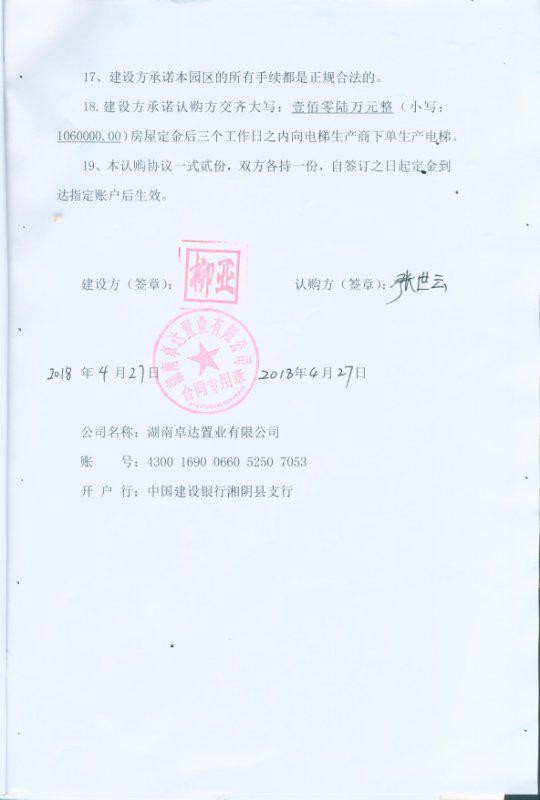 17、建设方承诺本园区的所有手续都是正规合法的。
18.建设方承诺认购方交齐大写：壹佰零陆万元整（小写：
1060000.00)房屋定金后三个工作日之内向电梯生产商下单生产电梯。
19、本认购协议一式贰份，双方各持一份，自签订之日起定金到
达指定账户后生效。
建设方（签章）：
柳亚
认购方（签章）：张世云
湖南卓达置业有限公司
合同专用章
2018 年 4 月 27 日
2018年 4 月 27 日
公司名称：湖南卓达置业有限公司
账 号：4300 1690 0660 5250 7053
开 户 行：中国建设银行湘阴县支行